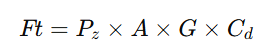 Ft = P_z × A × G × C_d